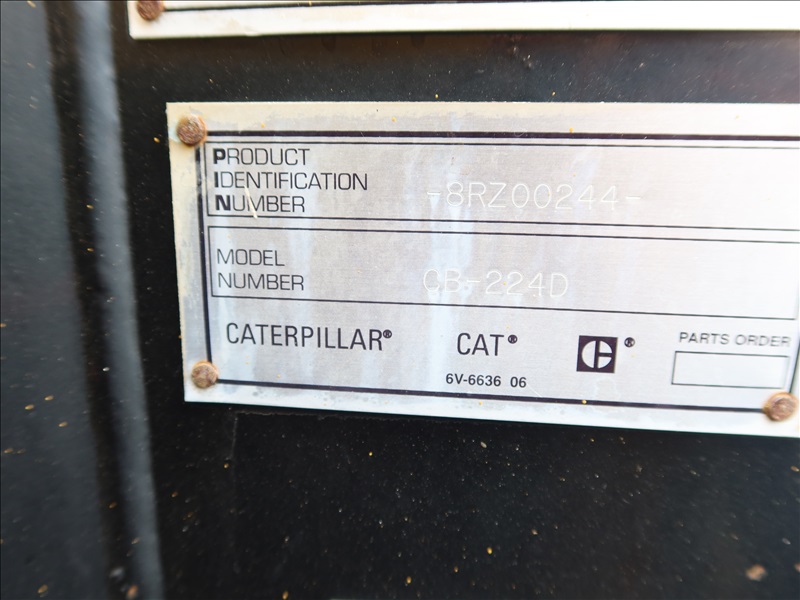 PRODUCT
IDENTIFICATION
NUMBER
-8RZ00244-
MODEL
NUMBER
CB-224D
CATERPILLAR®
CAT®
C®
PARTS ORDER
6V-6636 06